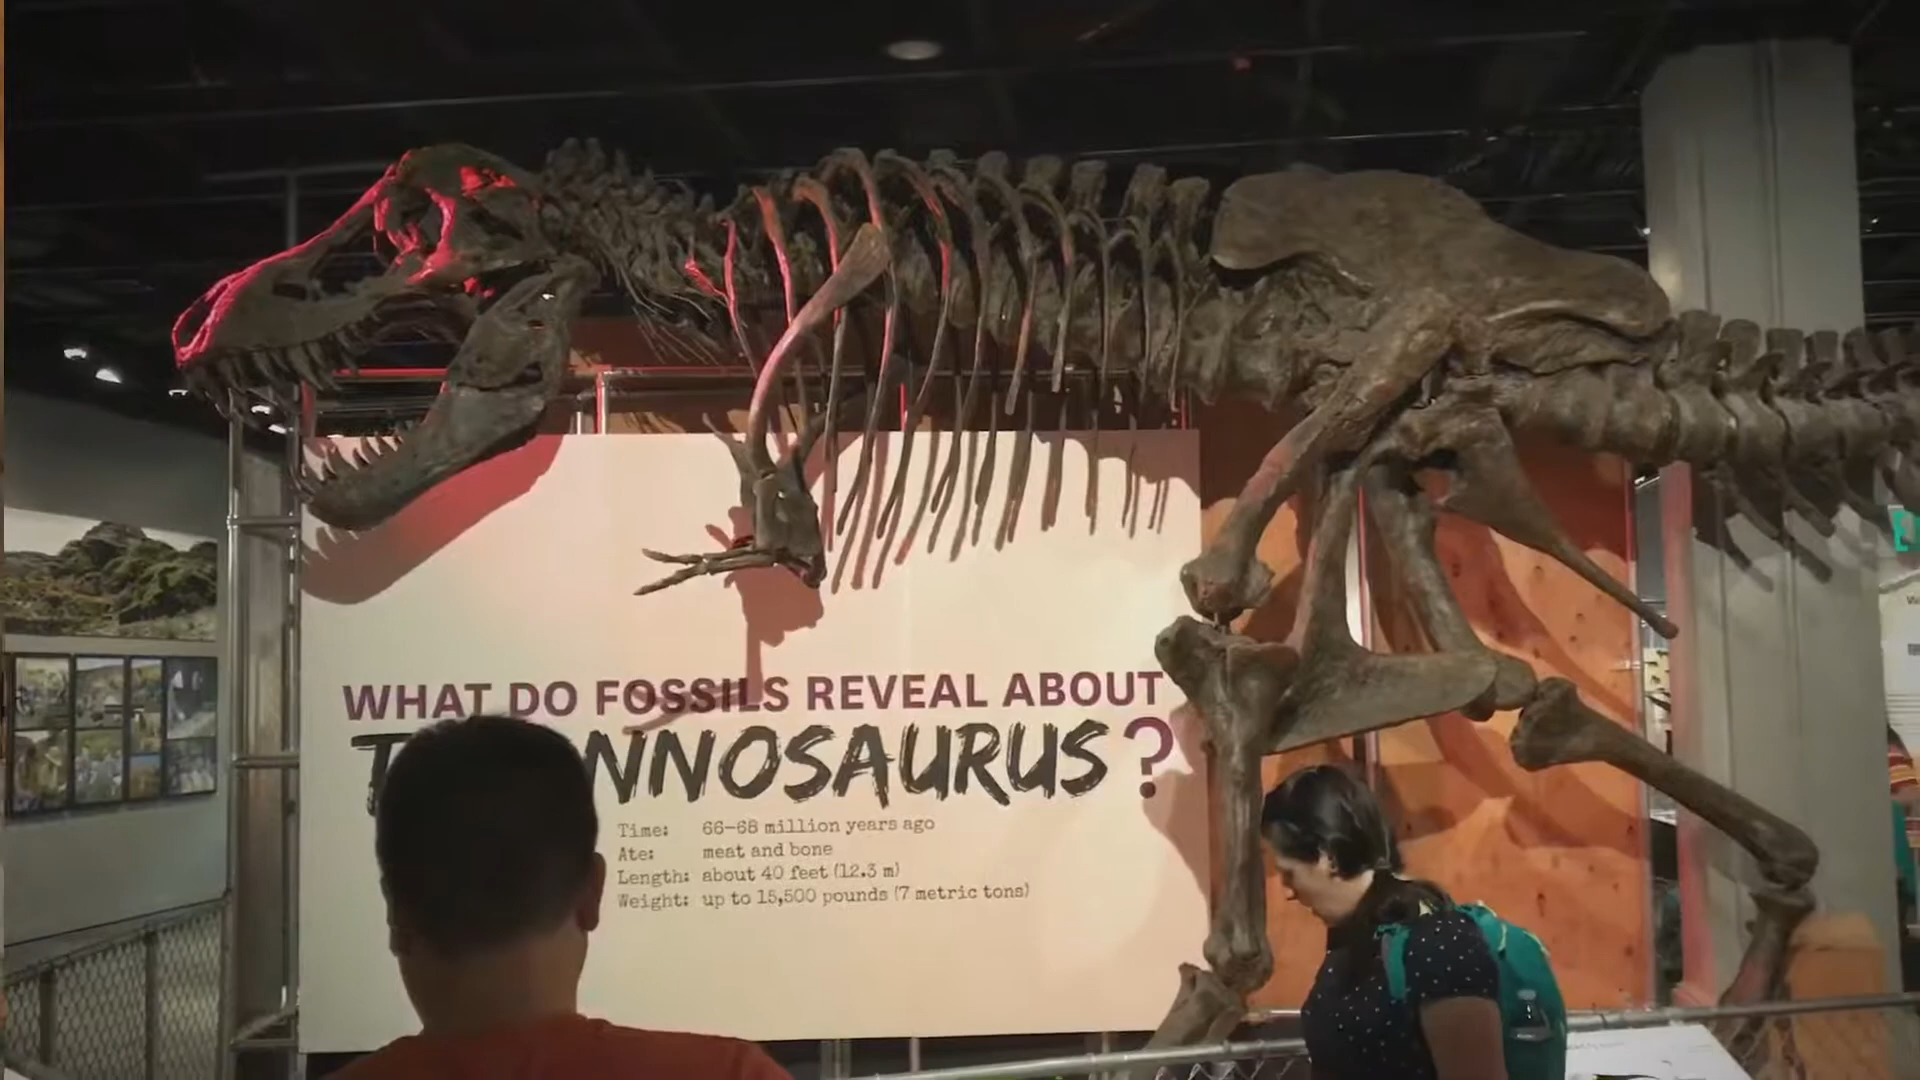 WHAT DO FOSSILS REVEAL ABOUT
T NNOSAURUS?
Time: 66-68 million years ago
Ate: meat and bone
Length: about 40 feet (12.3 m)
Weight: up to 15,500 pounds (7 metric tons)